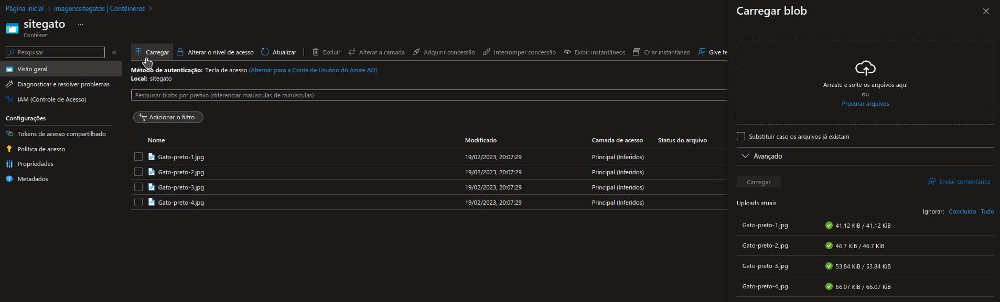 Página inicial > imagenssitegatos | Contêineres >
sitegato ...
Contêiner
Pesquisar «
Visão geral
Diagnosticar e resolver problemas
IAM (Controle de Acesso)
Configurações
Tokens de acesso compartilhado
Política de acesso
Propriedades
Metadados
Carregar Alterar o nível de acesso Atualizar | Excluir Alterar a camada Adquirir concessão Interromper concessão Exibir instantâneos Criar instantâneo Give fe
Método de autenticação: Tecla de acesso (Alternar para a Conta de Usuário do Azure AD)
Local: sitegato
Pesquisar blobs por prefixo (diferenciar maiúsculas de minúsculas)
Adicionar o filtro
Nome Modificado Camada de acesso Status do arquivo
Gato-preto-1.jpg 19/02/2023, 20:07:29 Principal (Inferidos)
Gato-preto-2.jpg 19/02/2023, 20:07:29 Principal (Inferidos)
Gato-preto-3.jpg 19/02/2023, 20:07:29 Principal (Inferidos)
Gato-preto-4.jpg 19/02/2023, 20:07:29 Principal (Inferidos)
Carregar blob
Arraste e solte os arquivos aqui
ou
Procurar arquivos
Substituir caso os arquivos já existam
Avançado
Carregar Enviar comentários
Uploads atuais
Ignorar: Concluído Tudo
Gato-preto-1.jpg 41.12 KiB / 41.12 KiB
Gato-preto-2.jpg 46.7 KiB / 46.7 KiB
Gato-preto-3.jpg 53.84 KiB / 53.84 KiB
Gato-preto-4.jpg 66.07 KiB / 66.07 KiB